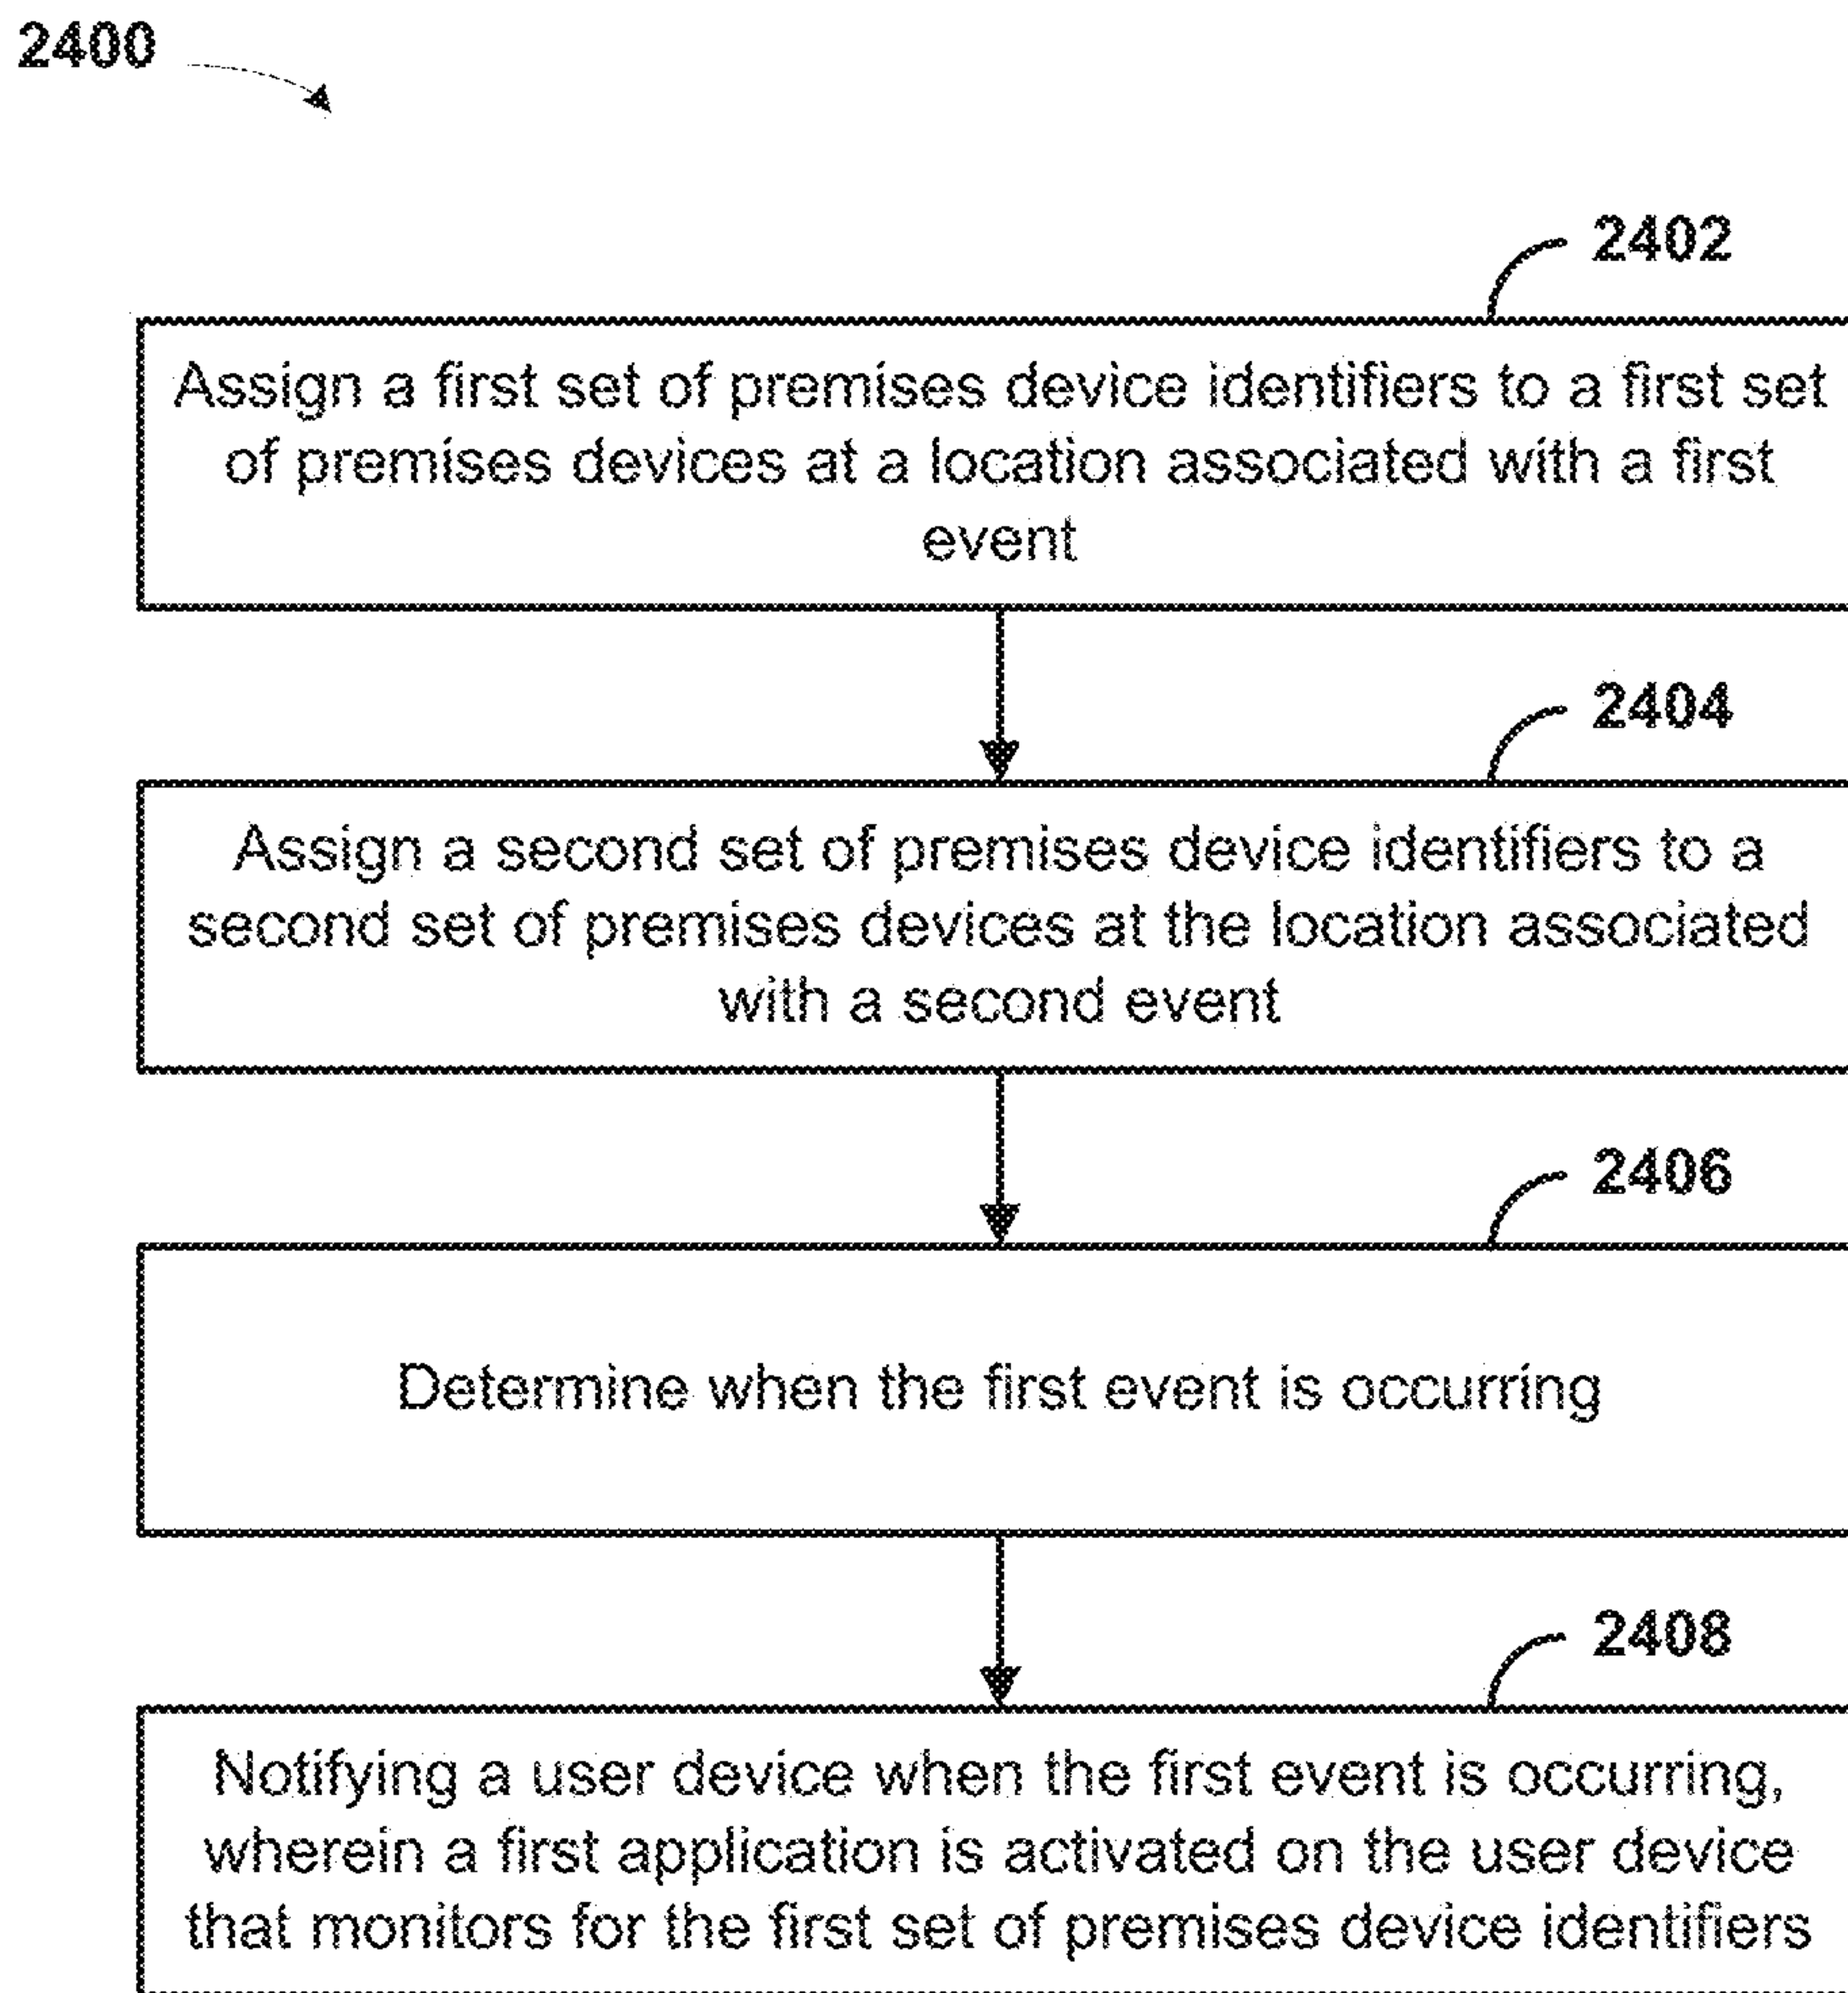 2400
2402
Assign a first set of premises device identifiers to a first set
of premises devices at a location associated with a first
event
2404
Assign a second set of premises device identifiers to a
second set of premises devices at the location associated
with a second event
2406
Determine when the first event is occurring
2408
Notifying a user device when the first event is occurring,
wherein a first application is activated on the user device
that monitors for the first set of premises device identifiers